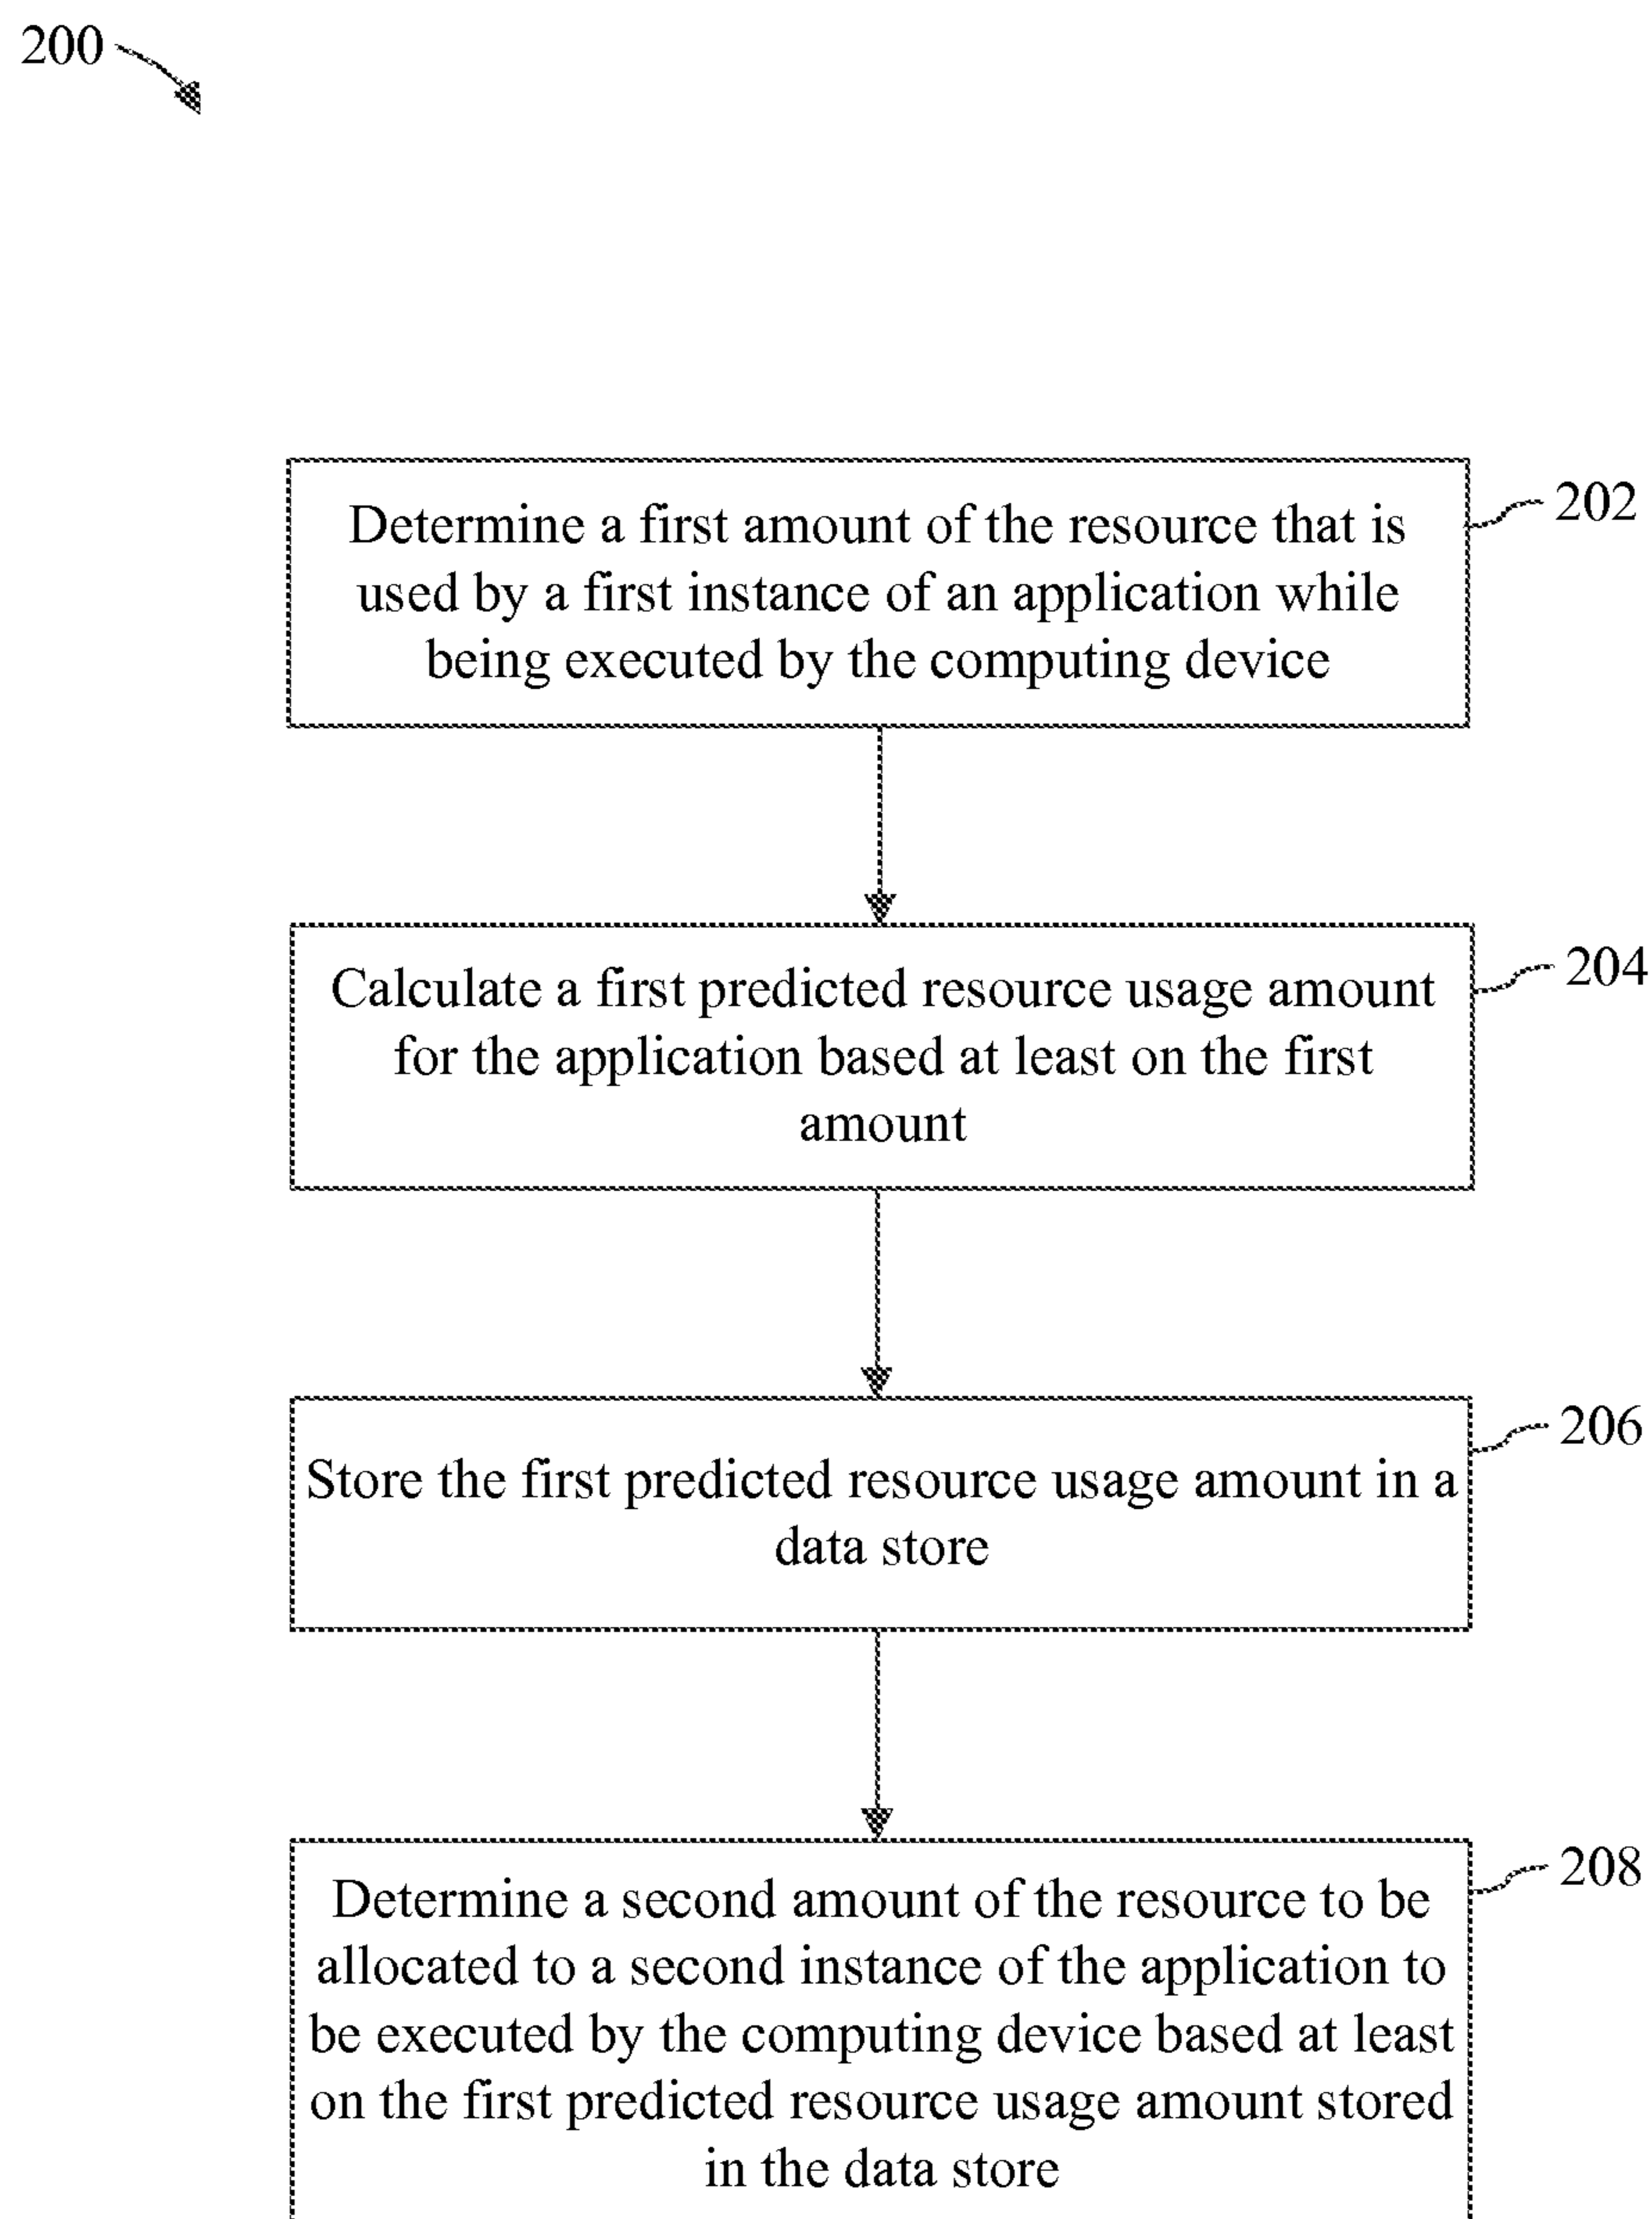 200
Determine a first amount of the resource that is
used by a first instance of an application while
being executed by the computing device
202
Calculate a first predicted resource usage amount
for the application based at least on the first
amount
204
Store the first predicted resource usage amount in a
data store
206
Determine a second amount of the resource to be
allocated to a second instance of the application to
be executed by the computing device based at least
on the first predicted resource usage amount stored
in the data store
208